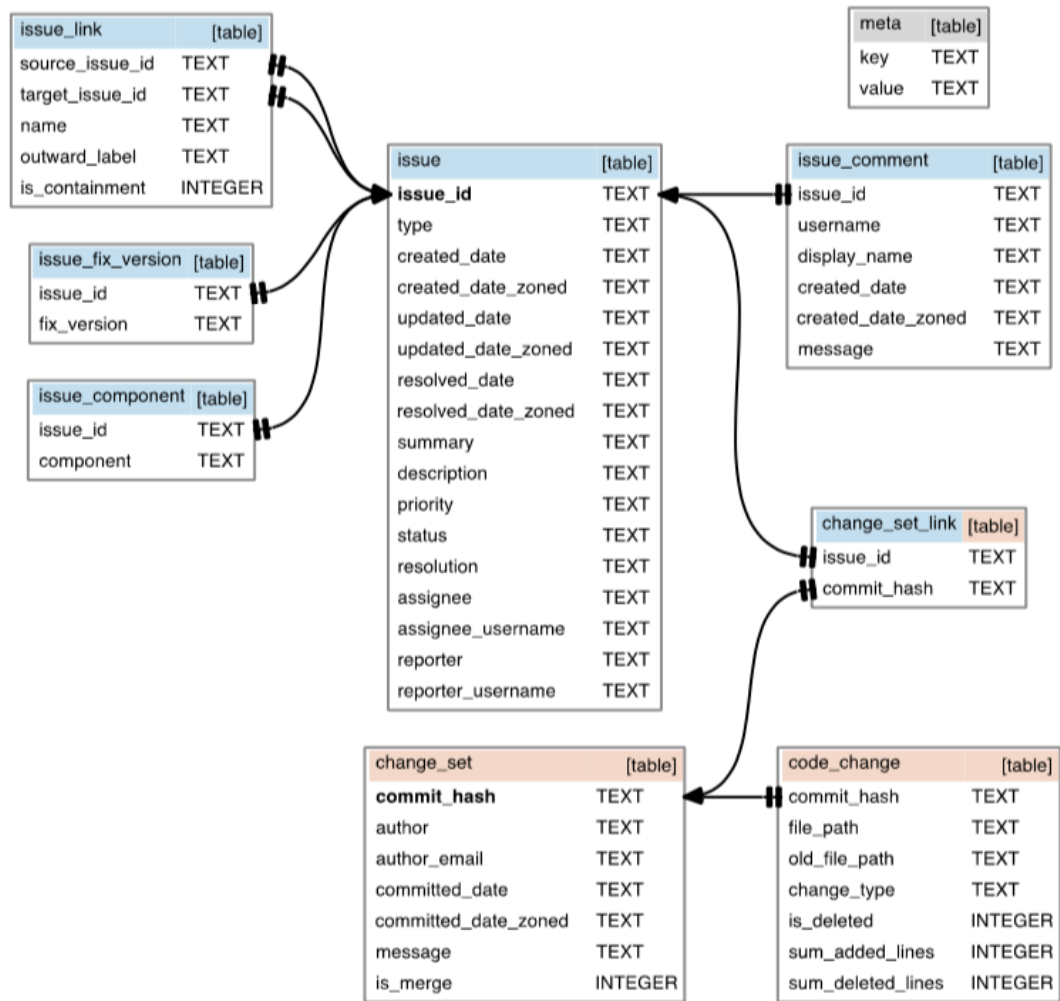 issue_link [table]
source_issue_id TEXT
target_issue_id TEXT
name TEXT
outward_label TEXT
is_containment INTEGER
meta [table]
key TEXT
value TEXT
issue_fix_version [table]
issue_id TEXT
fix_version TEXT
issue_component [table]
issue_id TEXT
component TEXT
issue [table]
issue_id TEXT
type TEXT
created_date TEXT
created_date_zoned TEXT
updated_date TEXT
updated_date_zoned TEXT
resolved_date TEXT
resolved_date_zoned TEXT
summary TEXT
description TEXT
priority TEXT
status TEXT
resolution TEXT
assignee TEXT
assignee_username TEXT
reporter TEXT
reporter_username TEXT
issue_comment [table]
issue_id TEXT
username TEXT
display_name TEXT
created_date TEXT
created_date_zoned TEXT
message TEXT
change_set_link [table]
issue_id TEXT
commit_hash TEXT
change_set [table]
commit_hash TEXT
author TEXT
author_email TEXT
committed_date TEXT
committed_date_zoned TEXT
message TEXT
is_merge INTEGER
code_change [table]
commit_hash TEXT
file_path TEXT
old_file_path TEXT
change_type TEXT
is_deleted INTEGER
sum_added_lines INTEGER
sum_deleted_lines INTEGER